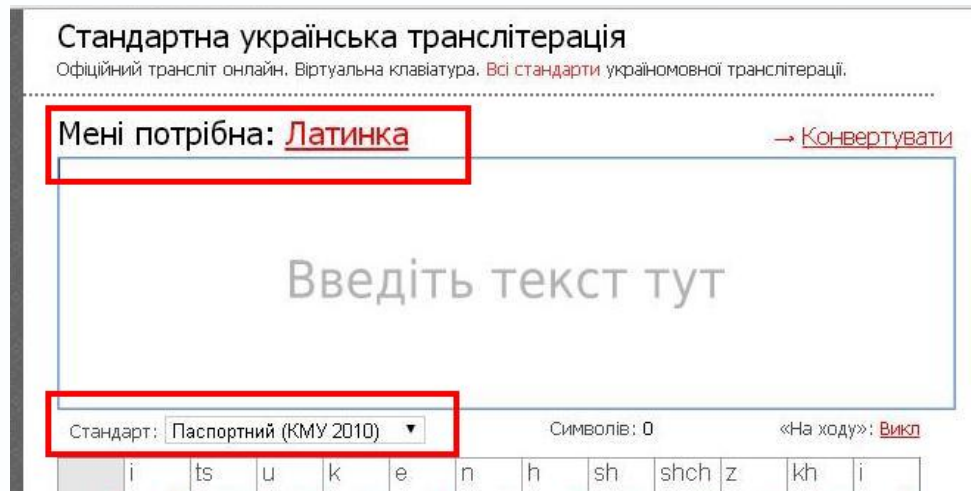 Стандартна українська транслітерація
Офіційний трансліт онлайн. Віртуальна клавіатура. Всі стандарти україномовної транслітерації.
Мені потрібна: Латинка → Конвертувати
Введіть текст тут
Стандарт: Паспортний (КМУ 2010) Символів: 0 «На ходу»: Викл
i ts u k e n h sh shch z kh i